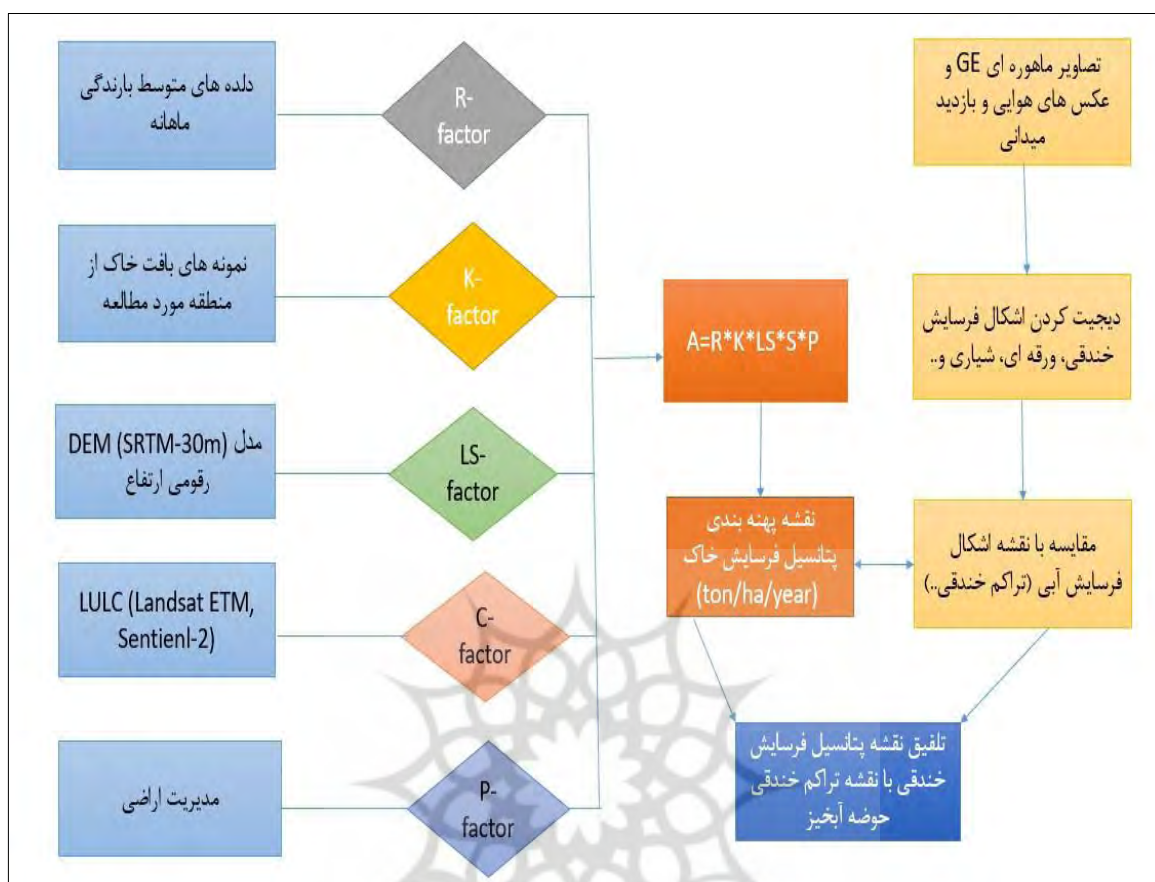 دلده های متوسط بارندگی
ماهانه
R-
factor
نمونه های بافت خاک از
منطقه مورد مطالعه
K-
factor
DEM (SRTM-30m) مدل
رقومی ارتفاع
LS-
factor
LULC (Landsat ETM,
Sentienl-2)
C-
factor
مدیریت اراضی
P-
factor
A=R*K*LS*S*P
نقشه پهنه بندی
پتانسیل فرسایش خاک
(ton/ha/year)
تصاویر ماهوره ای GE و
عکس های هوایی و بازدید
میدانی
دیجیت کردن اشکال فرسایش
خندقی، ورقه ای، شیاری و..
مقایسه با نقشه اشکال
فرسایش آبی (تراکم خندقی..)
تلفیق نقشه پتانسیل فرسایش
خندقی با نقشه تراکم خندقی
حوضه آبخیز